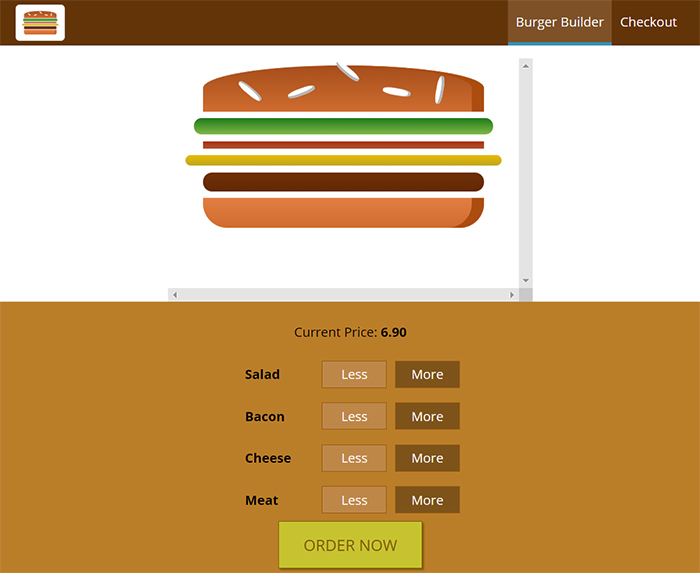 Burger Builder Checkout
Current Price: 6.90
Salad Less More
Bacon Less More
Cheese Less More
Meat Less More
ORDER NOW